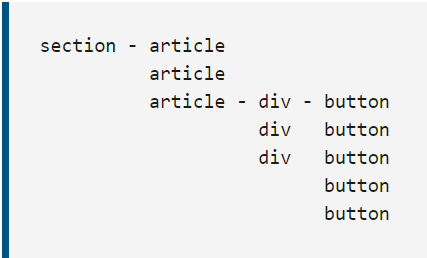 section - article
article
article - div - button
div button
div button
button
button